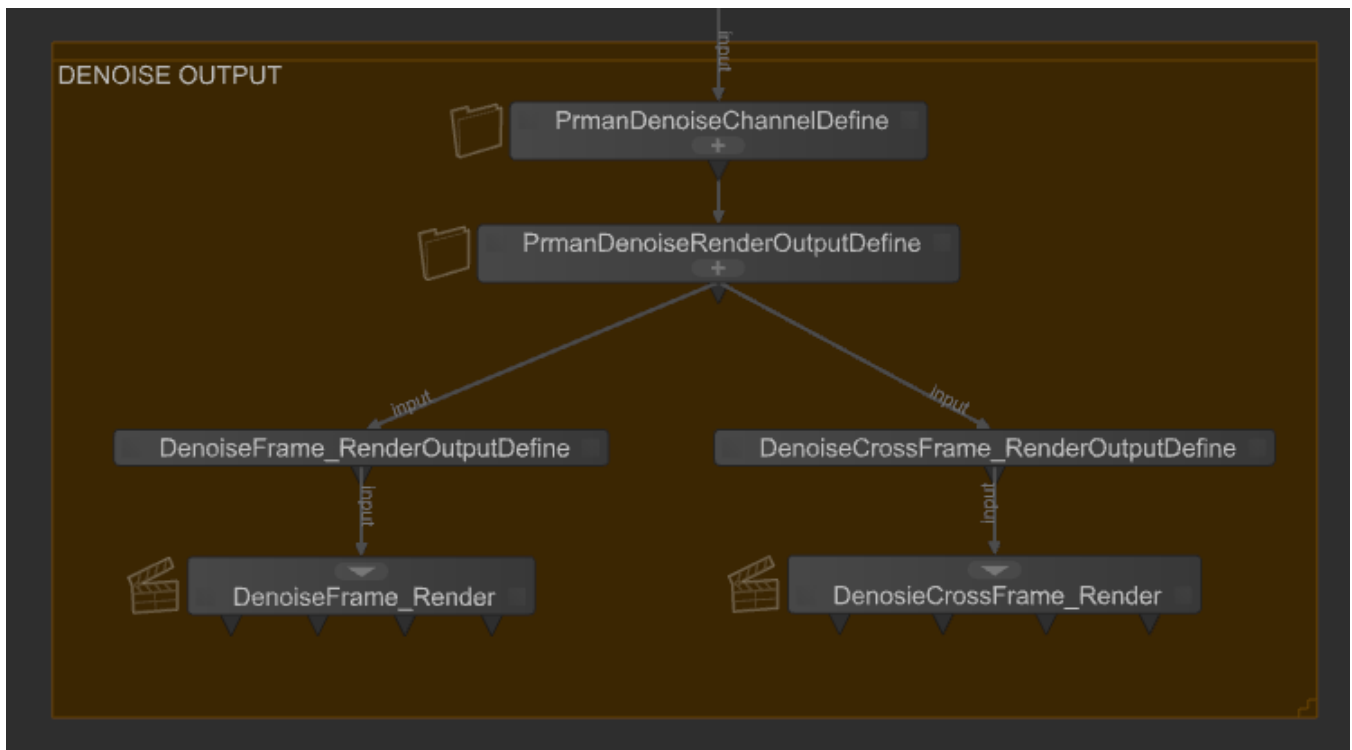 input
DENOISE OUTPUT
PrmanDenoiseChannelDefine
PrmanDenoiseRenderOutputDefine
input
input
DenoiseFrame_RenderOutputDefine
DenoiseCrossFrame_RenderOutputDefine
input
input
DenoiseFrame_Render
DenosieCrossFrame_Render